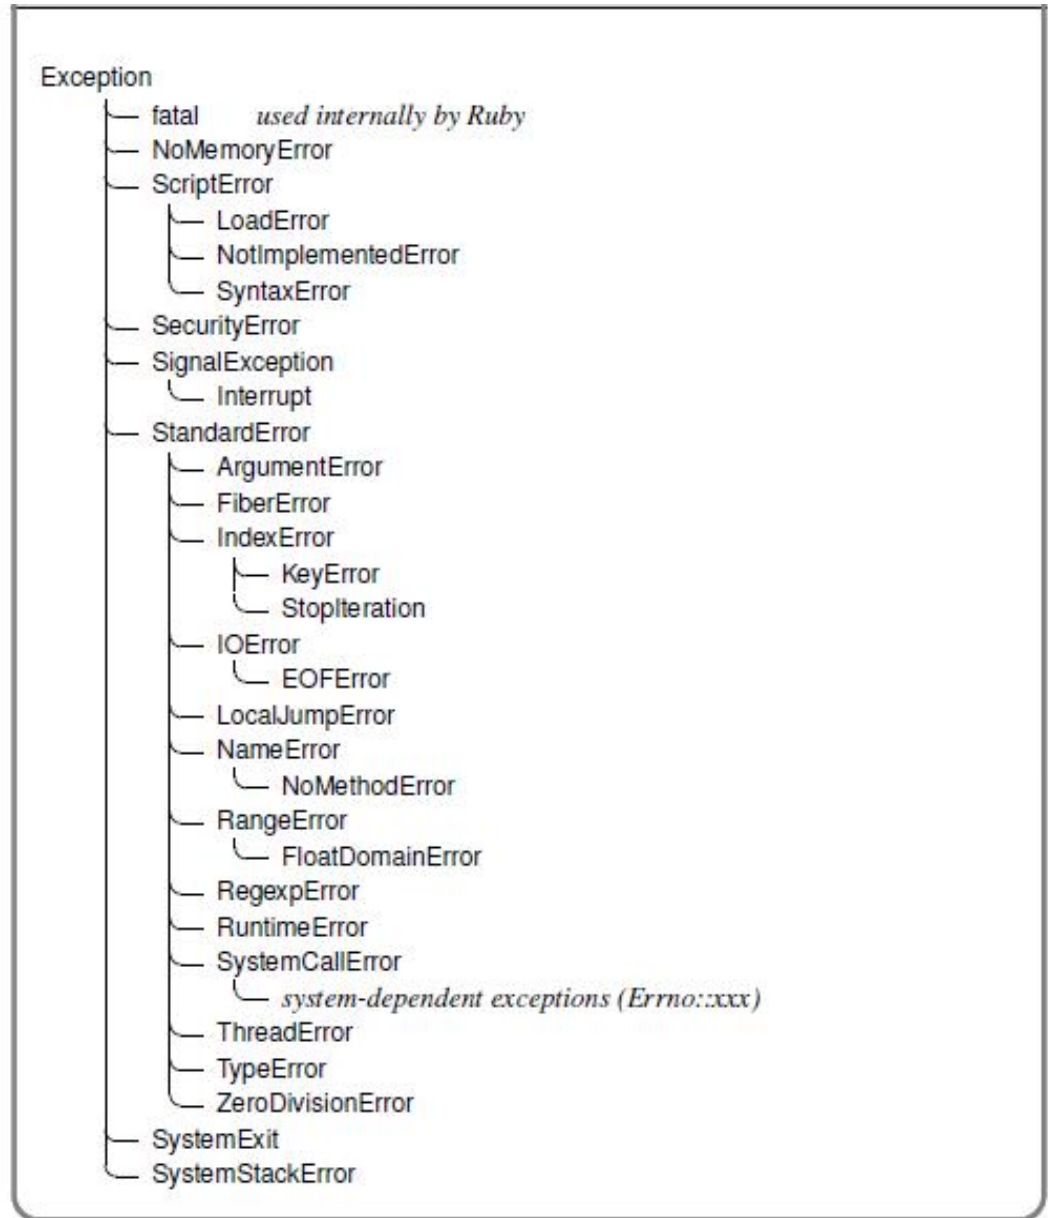 Exception
fatal used internally by Ruby
NoMemoryError
ScriptError
LoadError
NotImplementedError
SyntaxError
SecurityError
SignalException
Interrupt
StandardError
ArgumentError
FiberError
IndexError
KeyError
StopIteration
IOError
EOFError
LocalJumpError
NameError
NoMethodError
RangeError
FloatDomainError
RegexpError
RuntimeError
SystemCallError
system-dependent exceptions (Errno::xxx)
ThreadError
TypeError
ZeroDivisionError
SystemExit
SystemStackError